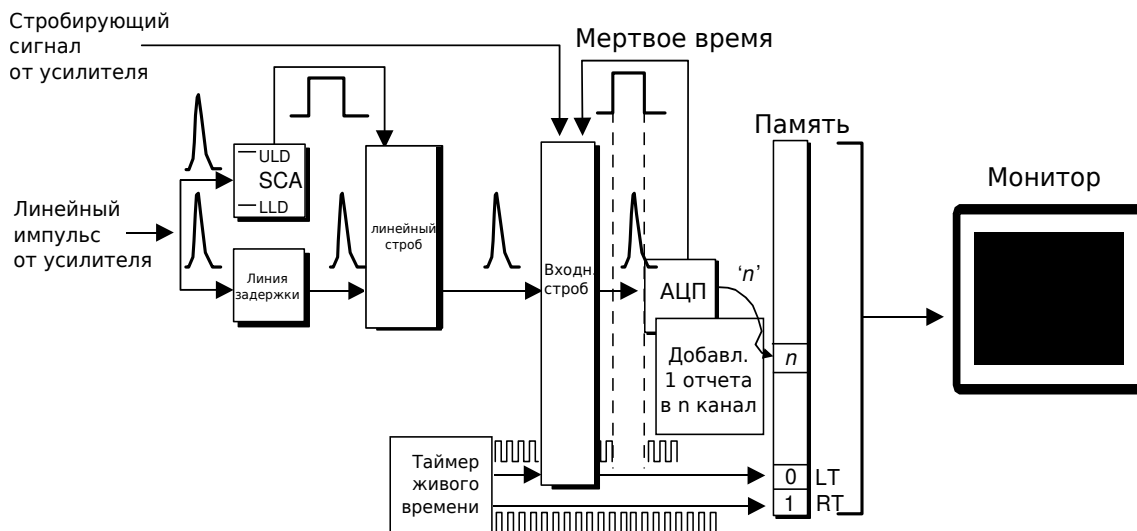 Стробирующий
сигнал
от усилителя
Мертвое время
Память
Монитор
ULD
SCA
LLD
Линейный
импульс
от усилителя
линейный
строб
Линия
задержки
Входн.
строб
АЦП
‘n’
Добавл.
1 отчета
в n канал
n
Таймер
живого
времени
0 LT
1 RT